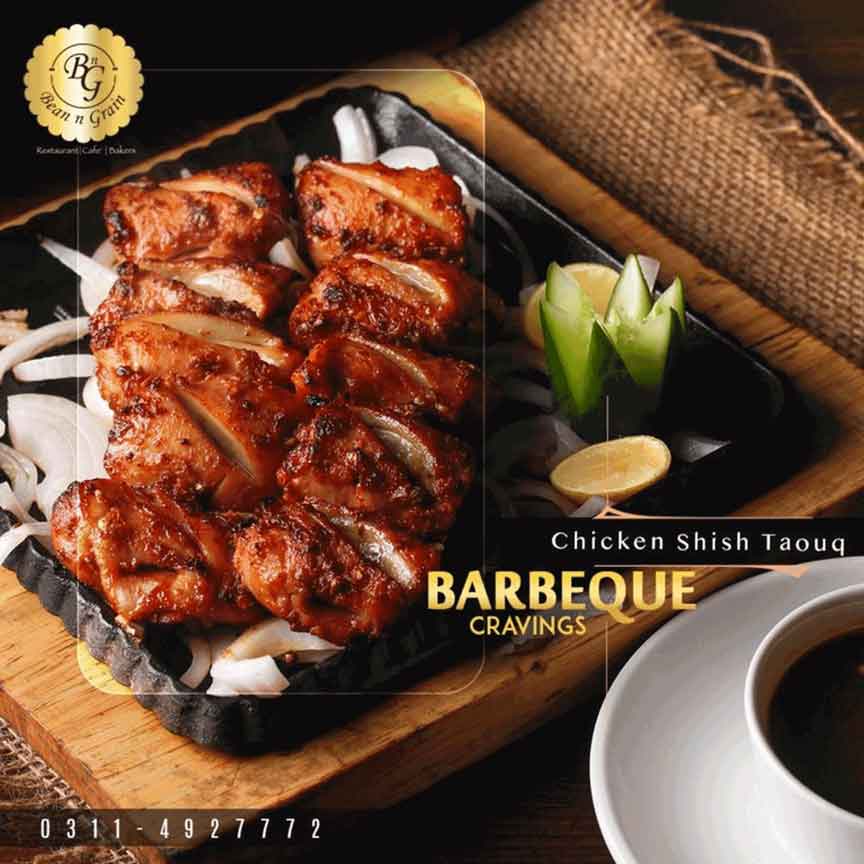 BnG
Bean n Grain
Restaurant|Cafe' | Bakers
Chicken Shish Taouq
BARBEQUE
CRAVINGS
0311-4927772